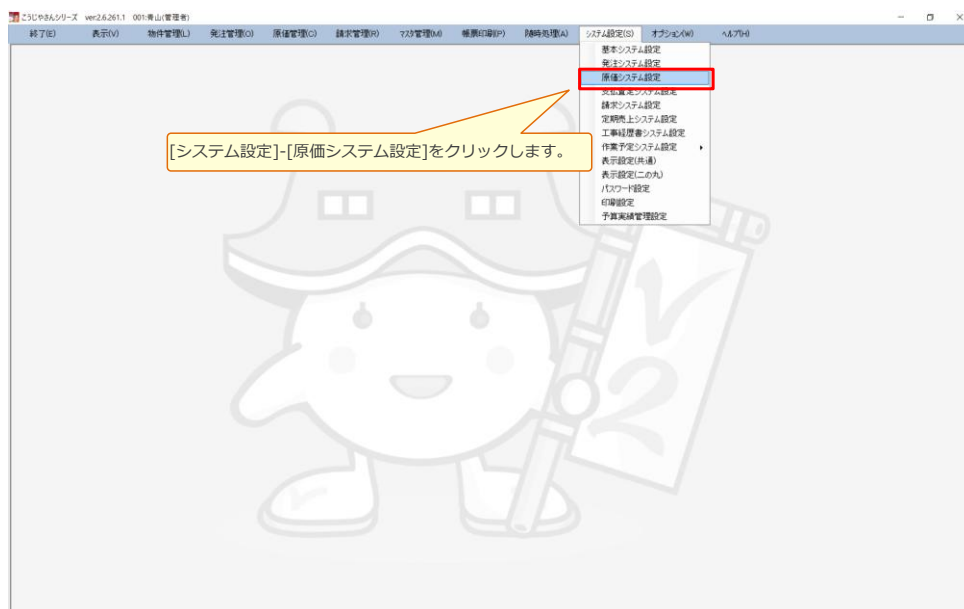 こうじやさんシリーズ ver:2.6.261.1 001:青山(管理者)
終了(E) 表示(V) 物件管理(L) 発注管理(O) 原価管理(C) 請求管理(R) マスタ管理(M) 帳票印刷(P) 随時処理(A) システム設定(S) オプション(W) ヘルプ(H)
基本システム設定
発注システム設定
原価システム設定
支払査定システム設定
請求システム設定
定期売上システム設定
工事経歴書システム設定
作業予定システム設定
表示設定(共通)
表示設定(二の丸)
パスワード設定
印刷設定
予算実績管理設定
[システム設定]-[原価システム設定]をクリックします。
V
2